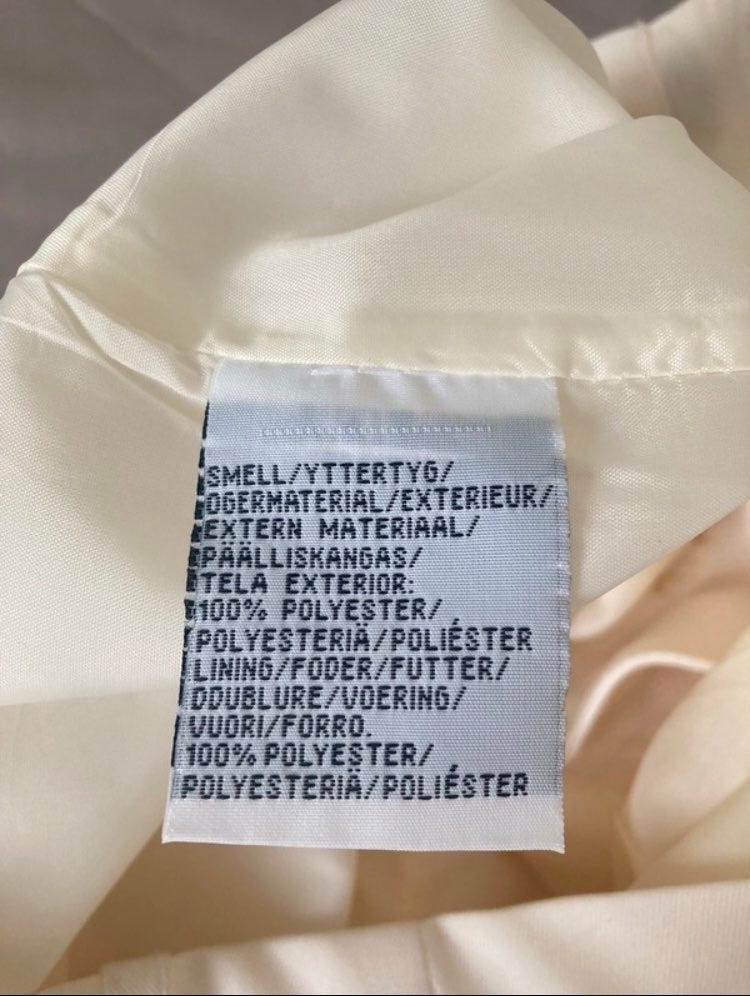 SMELL/YTTERTYG/
OGERMATERIAL/EXTERIEUR/
EXTERN MATERIAAL/
PÄÄLLISKANGAS/
TELA EXTERIOR:
100% POLYESTER/
POLYESTERIÄ/POLIÉSTER
LINING/FODER/FUTTER/
DDUBLURE/VOERING/
VUORI/FORRO.
100% POLYESTER/
POLYESTERIÄ/POLIÉSTER